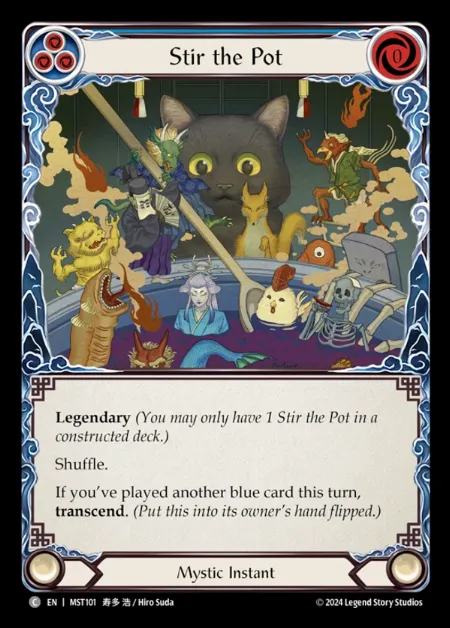 Stir the Pot
0
Legendary (You may only have 1 Stir the Pot in a
constructed deck.)
Shuffle.
If you've played another blue card this turn,
transcend. (Put this into its owner's hand flipped.)
Mystic Instant
C EN | MST101 寿多 浩 / Hiro Suda
© 2024 Legend Story Studios